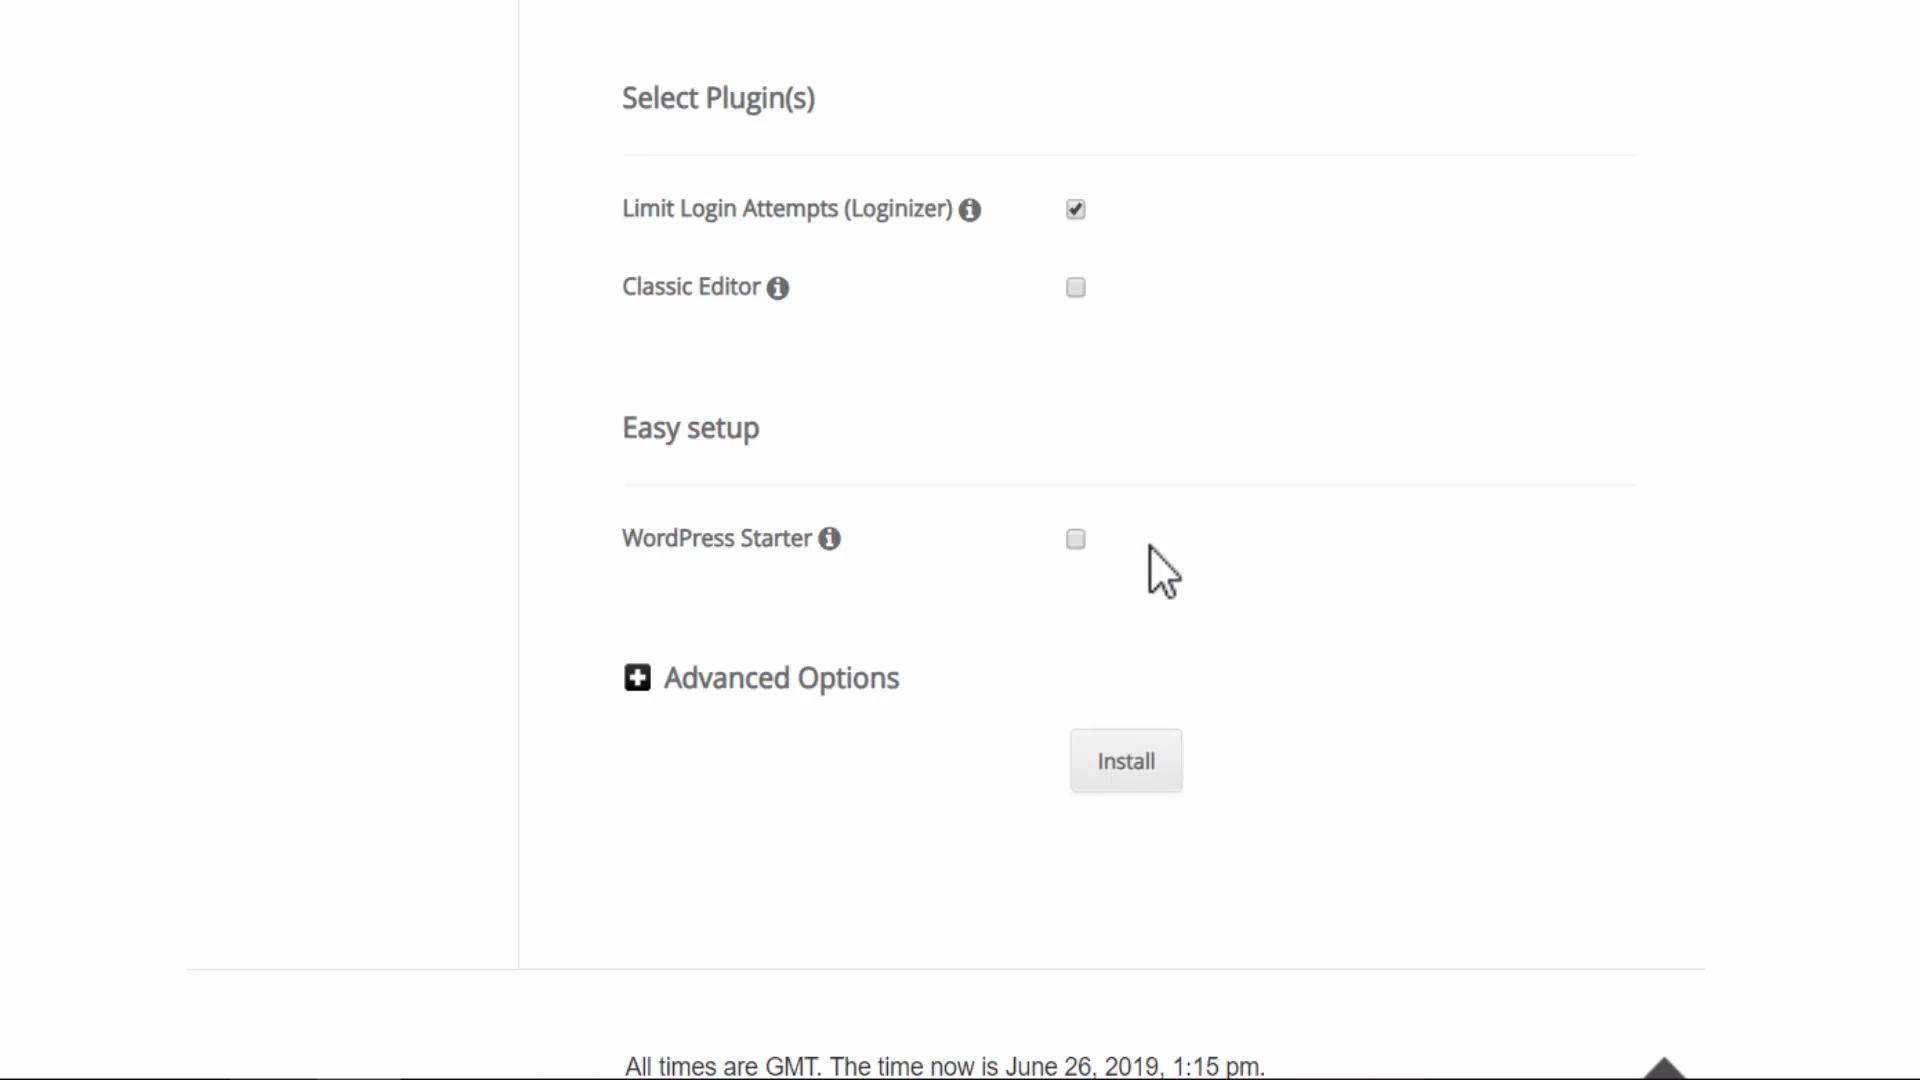 Select Plugin(s)
Limit Login Attempts (Loginizer)
Classic Editor
Easy setup
WordPress Starter
Advanced Options
Install
All times are GMT. The time now is June 26, 2019, 1:15 pm.